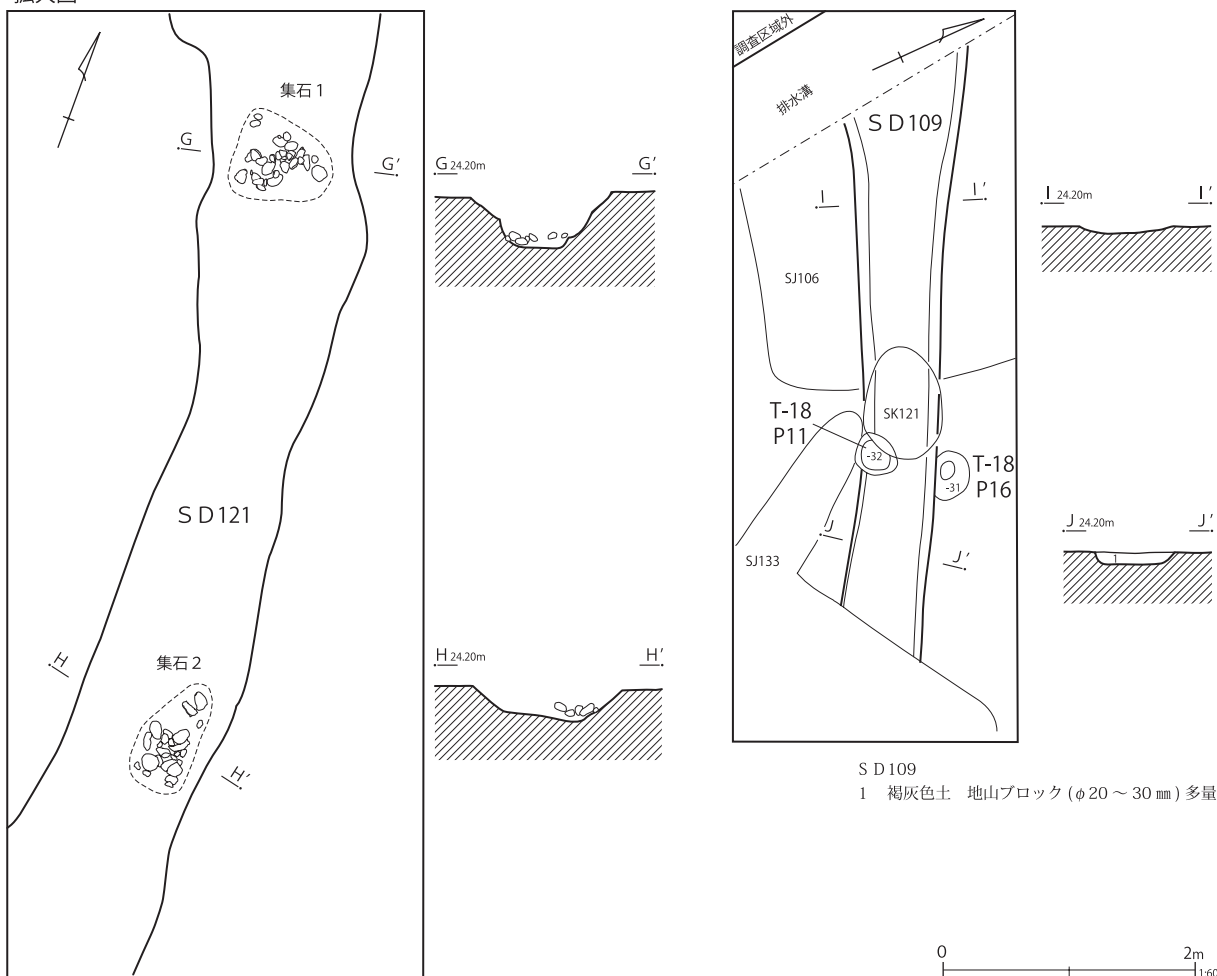 拡大図
集石1
G
G′
SD121
集石2
H
H′
G 24.20m
G′
H 24.20m
H′
調査区域外
排水溝
SD109
I
I′
SJ106
SK121
T-18
P11
-32
T-18
P16
-31
J
J′
SJ133
I 24.20m
I′
J 24.20m
J′
1
SD109
1 褐灰色土 地山ブロック(φ20～30㎜)多量
0
2m
1:60